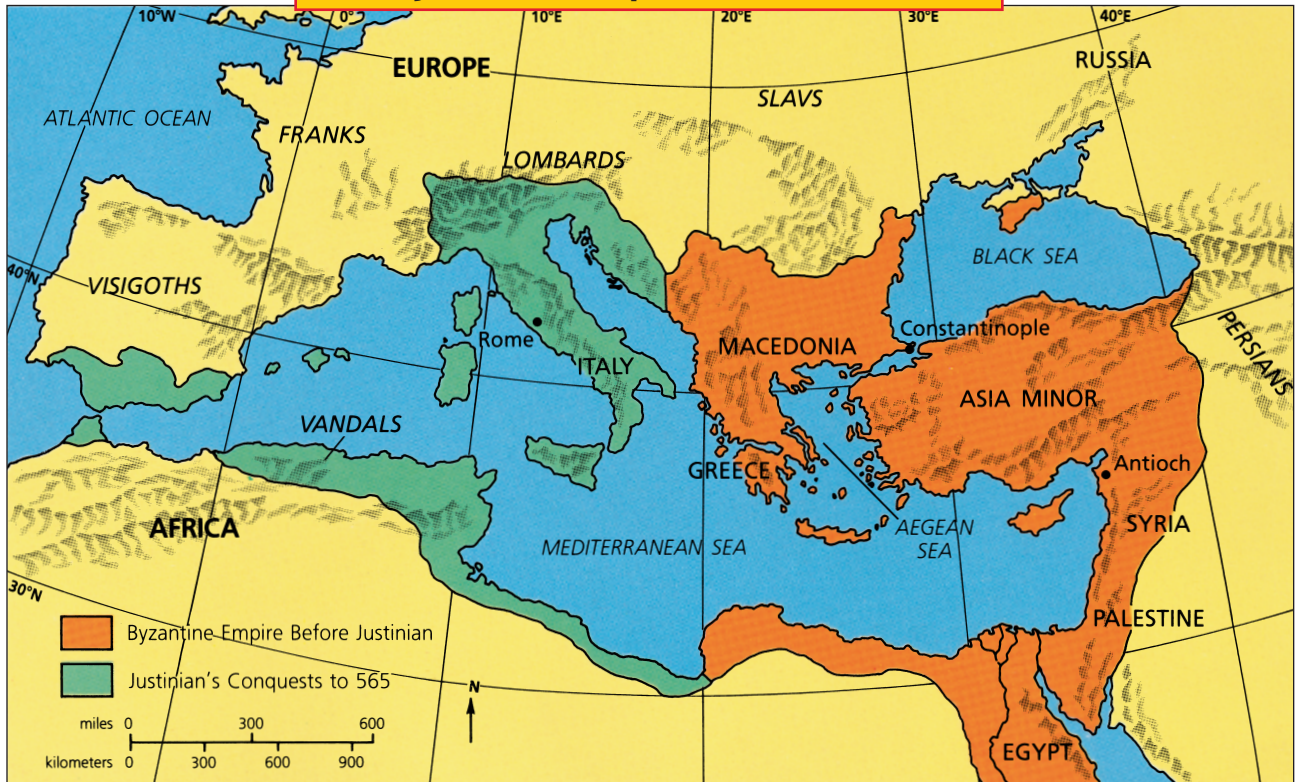 10°W
0°
10°E
20°E
30°E
40°E
EUROPE
RUSSIA
SLAVS
ATLANTIC OCEAN
FRANKS
LOMBARDS
BLACK SEA
40°N
VISIGOTHS
PERSIANS
Constantinople
Rome
MACEDONIA
ITALY
ASIA MINOR
VANDALS
GREECE
Antioch
AFRICA
AEGEAN
SEA
SYRIA
MEDITERRANEAN SEA
30°N
PALESTINE
Byzantine Empire Before Justinian
Justinian's Conquests to 565
N
miles 0 300 600
kilometers 0 300 600 900
EGYPT